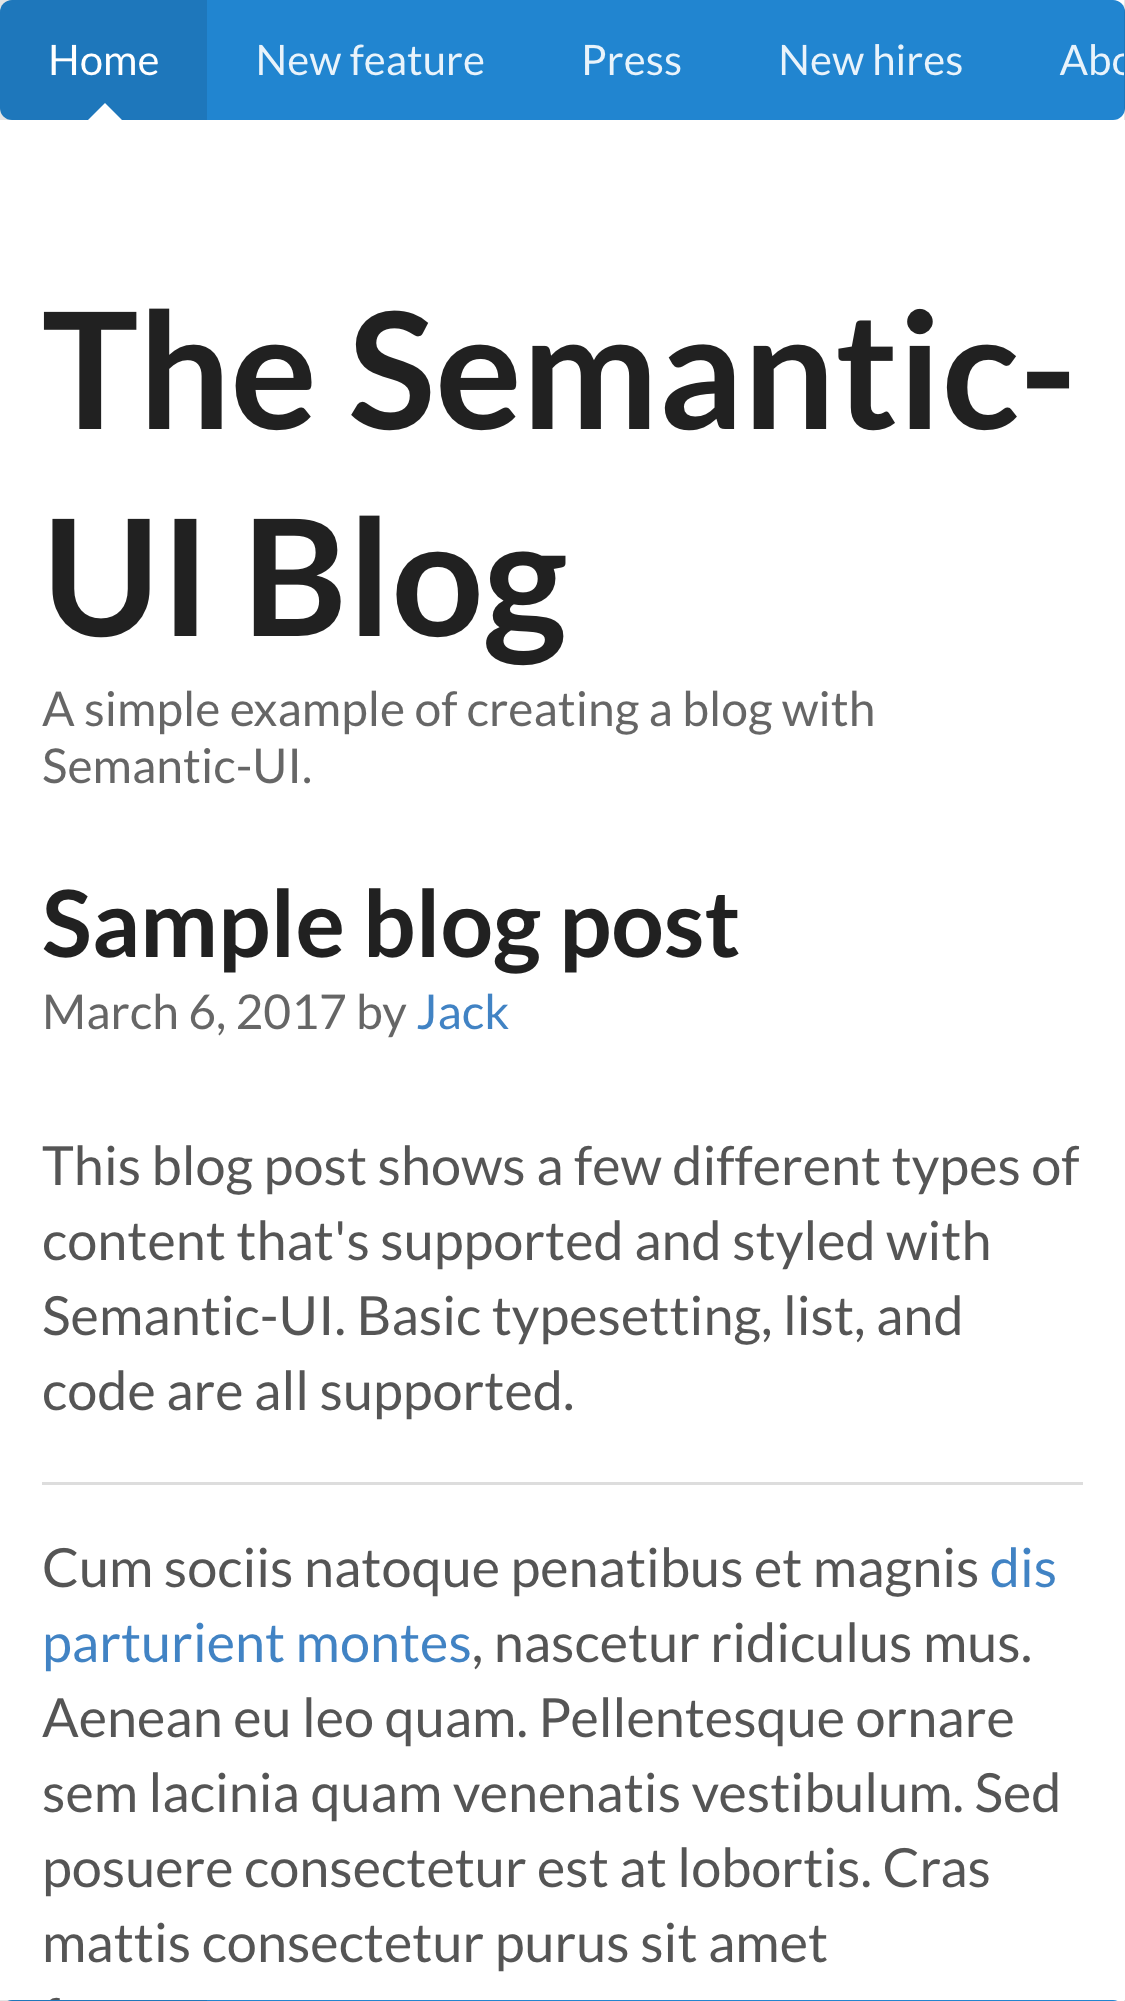 Home New feature Press New hires
The Semantic-
UI Blog
A simple example of creating a blog with
Semantic-UI.
Sample blog post
March 6, 2017 by Jack
This blog post shows a few different types of
content that's supported and styled with
Semantic-UI. Basic typesetting, list, and
code are all supported.
Cum sociis natoque penatibus et magnis dis
parturient montes, nascetur ridiculus mus.
Aenean eu leo quam. Pellentesque ornare
sem lacinia quam venenatis vestibulum. Sed
posuere consectetur est at lobortis. Cras
mattis consectetur purus sit amet